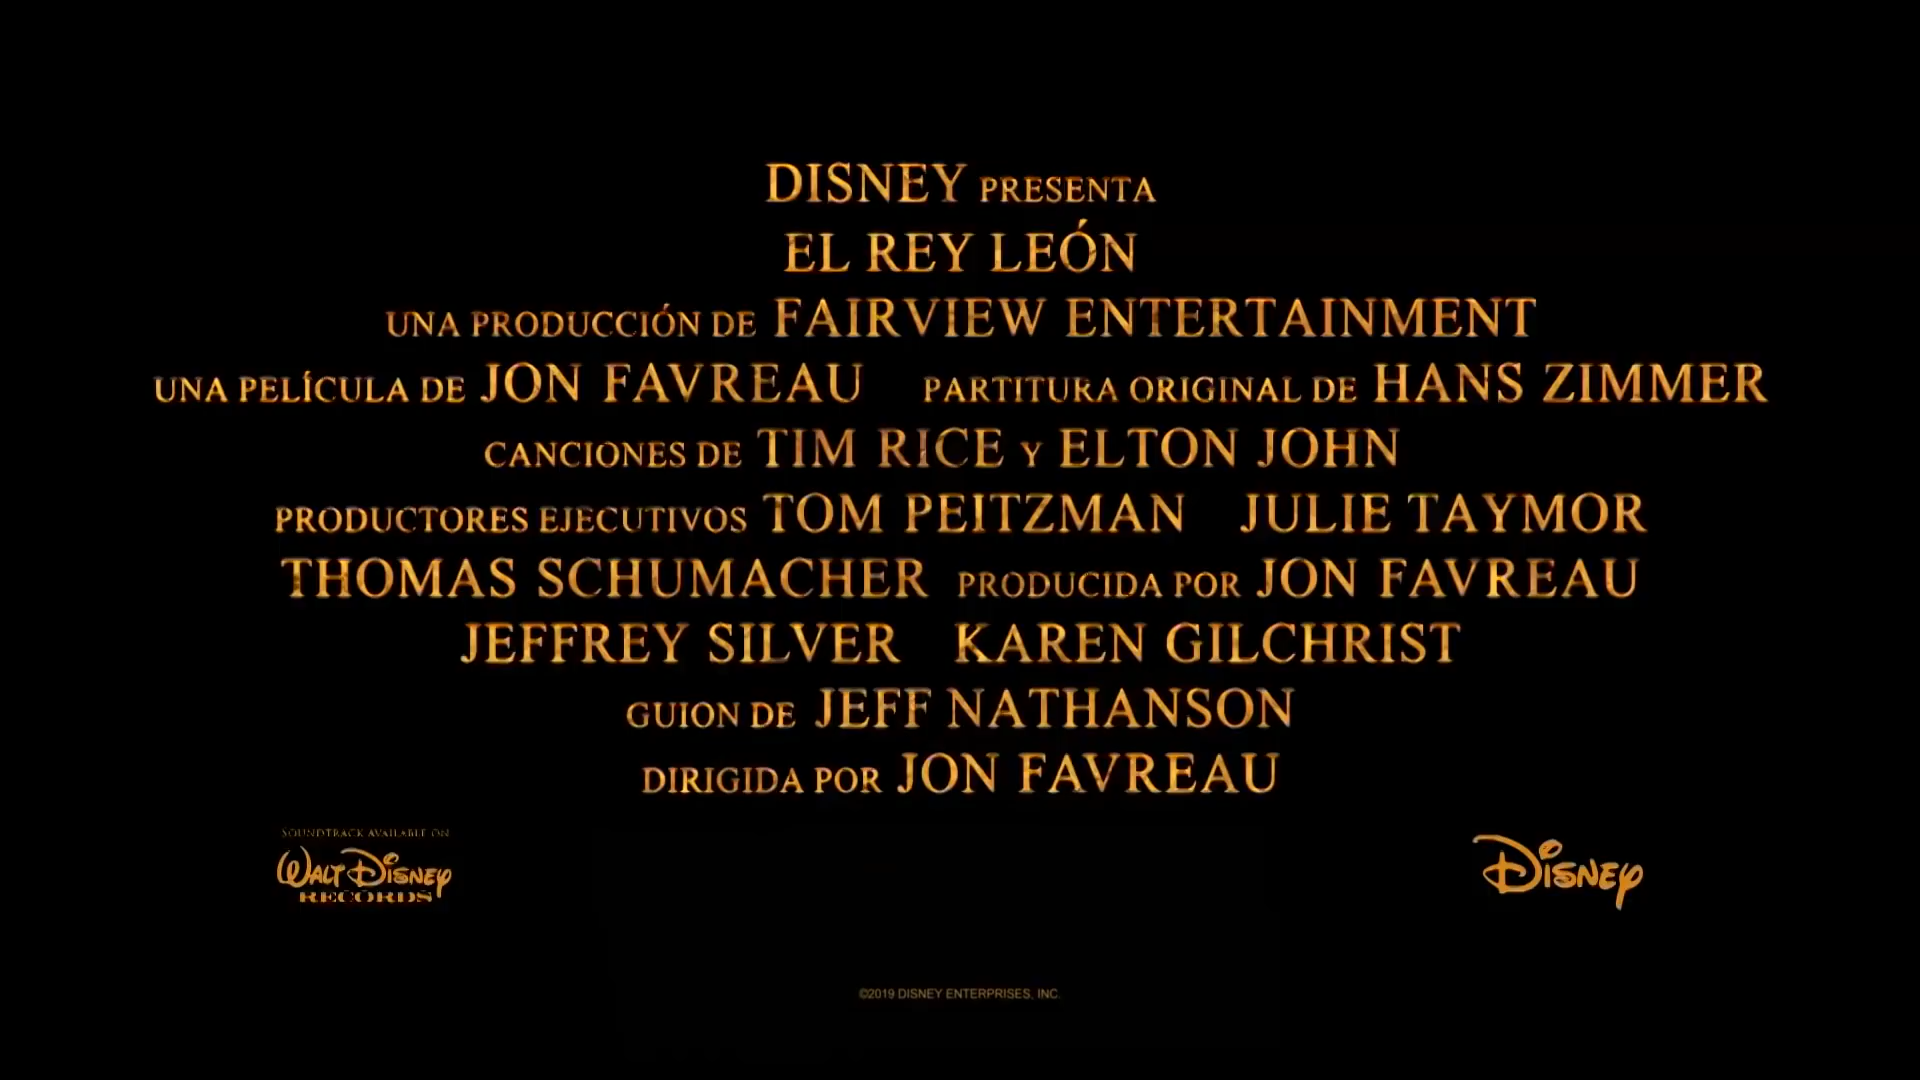 DISNEY PRESENTA
EL REY LEÓN
UNA PRODUCCIÓN DE FAIRVIEW ENTERTAINMENT
UNA PELÍCULA DE JON FAVREAU PARTITURA ORIGINAL DE HANS ZIMMER
CANCIONES DE TIM RICE Y ELTON JOHN
PRODUCTORES EJECUTIVOS TOM PEITZMAN JULIE TAYMOR
THOMAS SCHUMACHER PRODUCIDA POR JON FAVREAU
JEFFREY SILVER KAREN GILCHRIST
GUION DE JEFF NATHANSON
DIRIGIDA POR JON FAVREAU
SOUNDTRACK AVAILABLE ON
WALT DISNEY
RECORDS
DISNEY
©2019 DISNEY ENTERPRISES, INC.